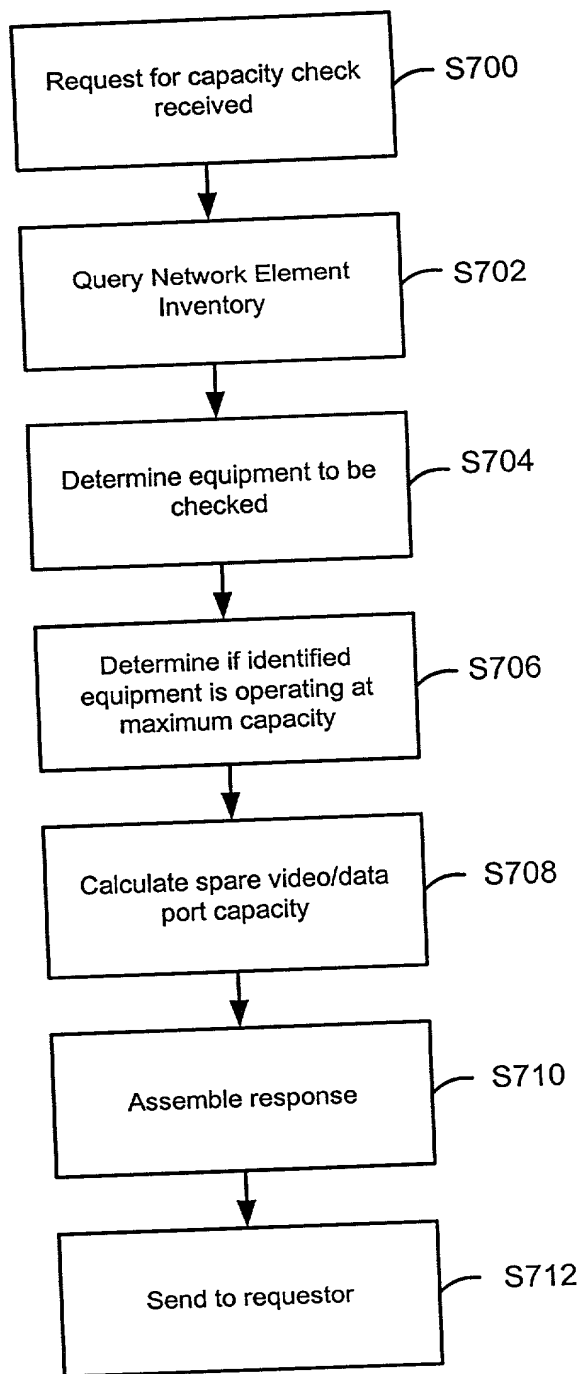 Request for capacity check
received
S700
Query Network Element
Inventory
S702
Determine equipment to be
checked
S704
Determine if identified
equipment is operating at
maximum capacity
S706
Calculate spare video/data
port capacity
S708
Assemble response
S710
Send to requestor
S712